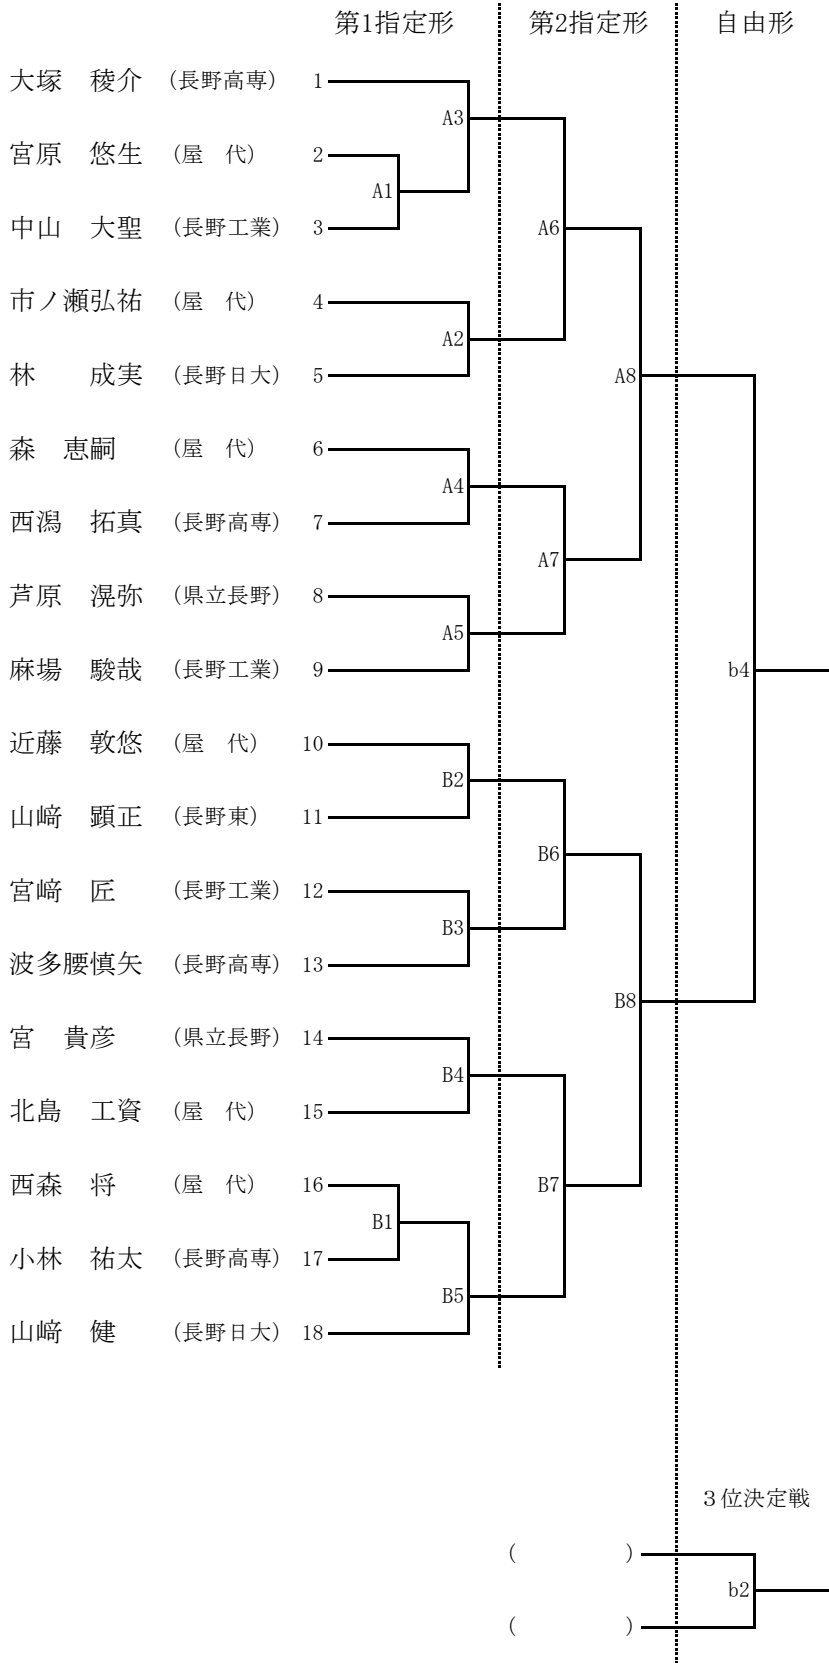 第1指定形 第2指定形 自由形
大塚 稜介 (長野高専) 1
A3
宮原 悠生 (屋 代) 2
A1
中山 大聖 (長野工業) 3 A6
市ノ瀬弘祐 (屋 代) 4
A2
林 成実 (長野日大) 5 A8
森 恵嗣 (屋 代) 6
A4
西潟 拓真 (長野高専) 7
A7
芦原 滉弥 (県立長野) 8
A5
麻場 駿哉 (長野工業) 9 b4
近藤 敦悠 (屋 代) 10
B2
山﨑 顕正 (長野東) 11
B6
宮﨑 匠 (長野工業) 12
B3
波多腰慎矢 (長野高専) 13
B8
宮 貴彦 (県立長野) 14
B4
北島 工資 (屋 代) 15
西森 将 (屋 代) 16 B7
B1
小林 祐太 (長野高専) 17
B5
山﨑 健 (長野日大) 18
3位決定戦
( )
b2
( )